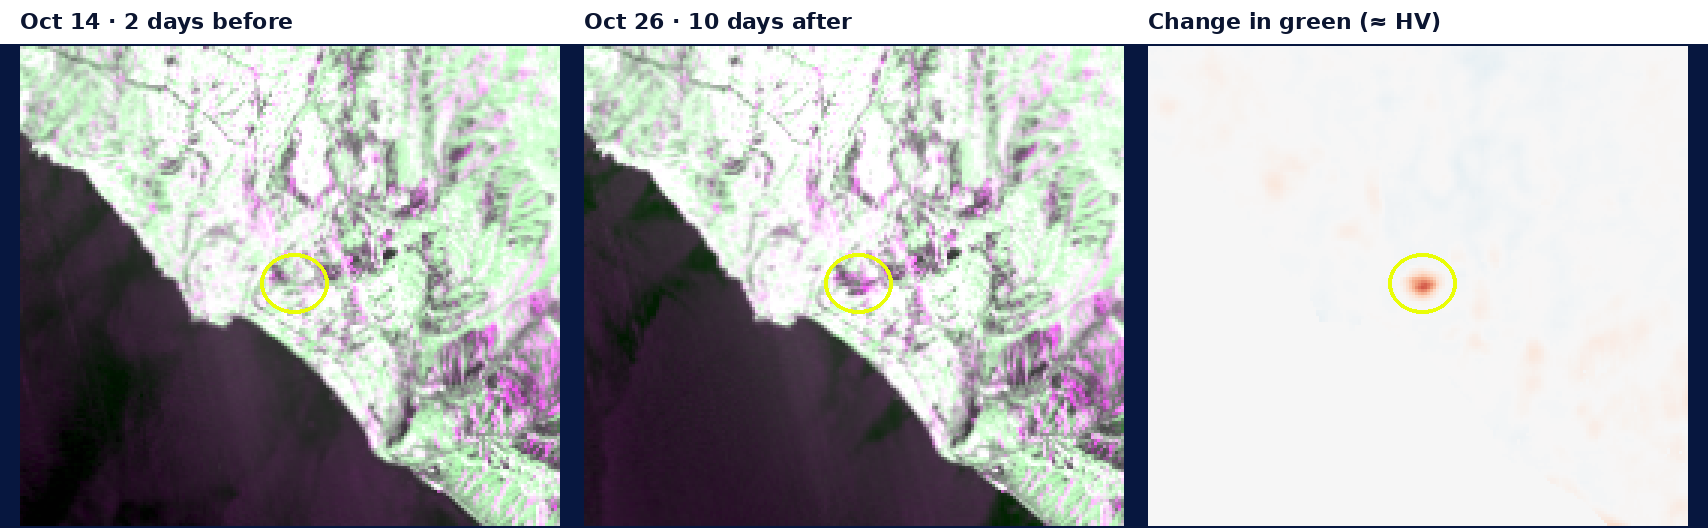 Oct 14 · 2 days before
Oct 26 · 10 days after
Change in green (≈ HV)